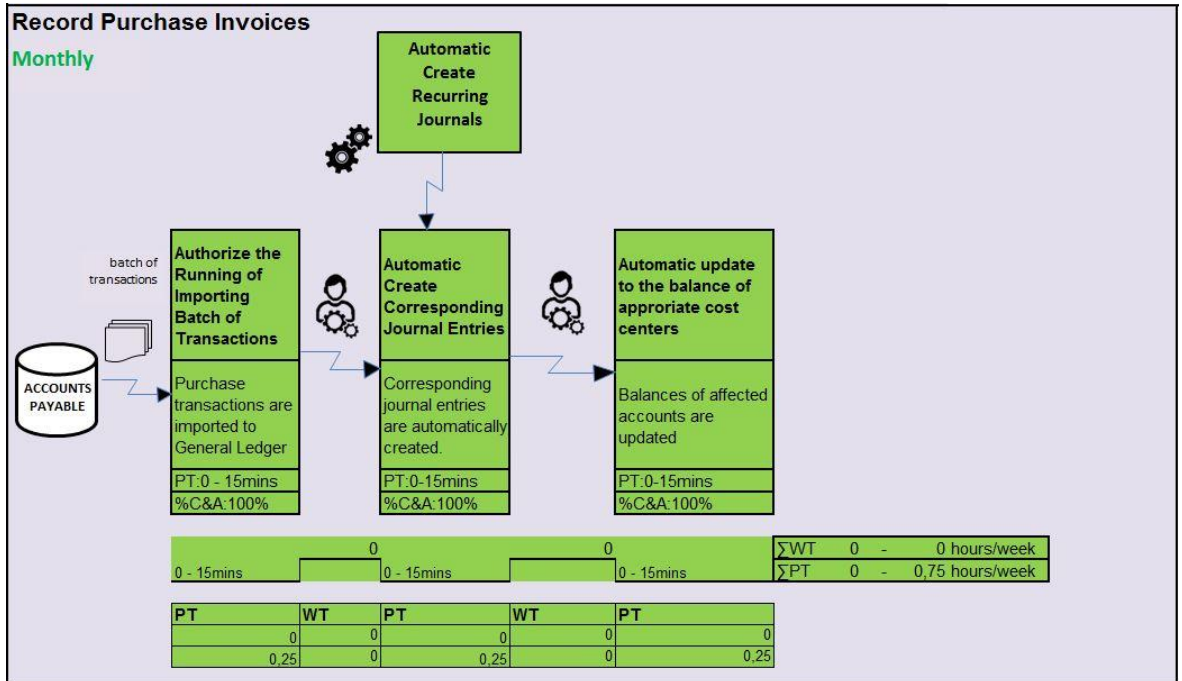 Record Purchase Invoices
Monthly
Automatic
Create
Recurring
Journals
batch of
transactions
ACCOUNTS
PAYABLE
Authorize the
Running of
Importing
Batch of
Transactions
Purchase
transactions are
imported to
General Ledger
PT:0 - 15mins
%C&A:100%
Automatic
Create
Corresponding
Journal Entries
Corresponding
journal entries
are automatically
created.
PT:0-15mins
%C&A:100%
Automatic update
to the balance of
approriate cost
centers
Balances of affected
accounts are
updated
PT:0-15mins
%C&A:100%
0 0
0 - 15mins 0 - 15mins 0 - 15mins
∑WT 0 - 0 hours/week
∑PT 0 - 0,75 hours/week
PT WT PT WT PT
0 0 0 0 0
0,25 0 0,25 0 0,25